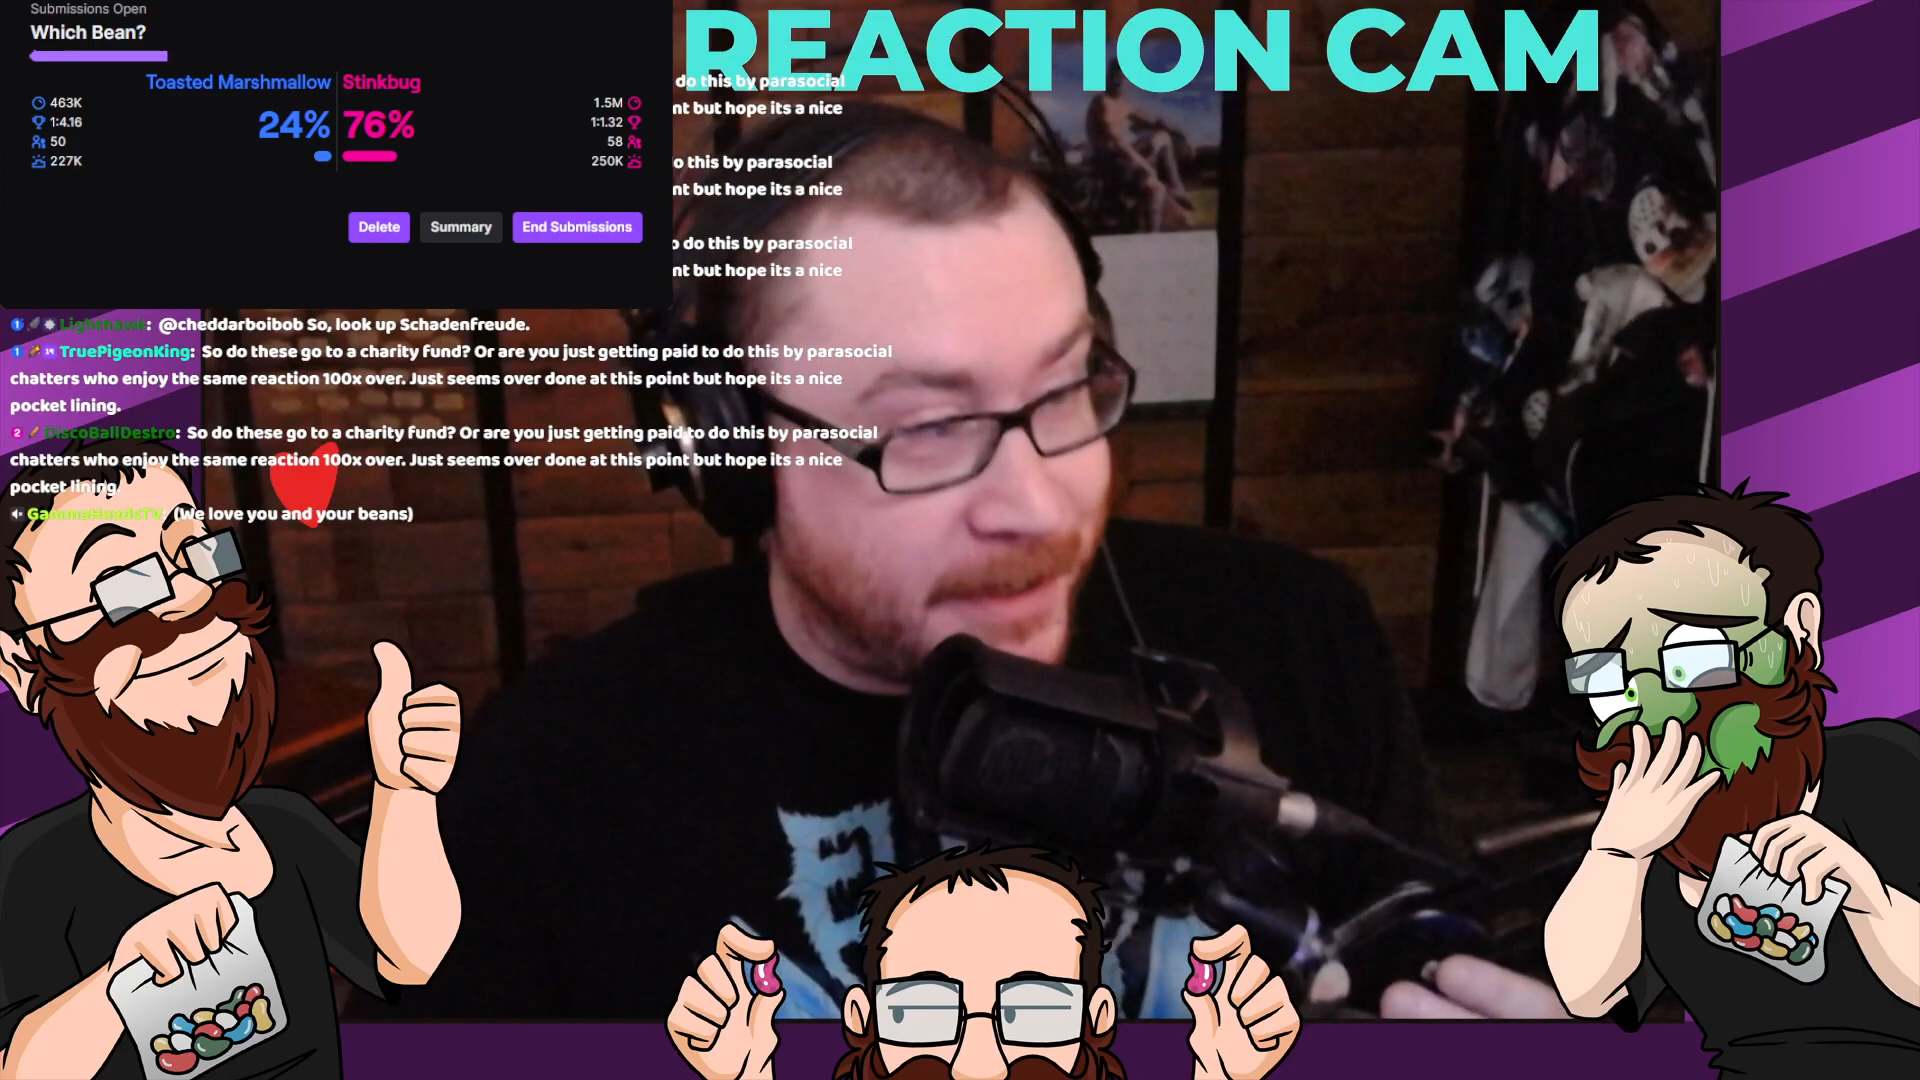 Submissions Open
Which Bean?
REACTION CAM
Toasted Marshmallow Stinkbug
463K
1:4.16
50
227K
24% 76%
1.5M
1:1.32
58
250K
Delete Summary End Submissions
do this by parasocial
nt but hope its a nice
o this by parasocial
nt but hope its a nice
o do this by parasocial
nt but hope its a nice
1 Lighthawk: @cheddarboibob So, look up Schadenfreude.
1 TruePigeonKing: So do these go to a charity fund? Or are you just getting paid to do this by parasocial
chatters who enjoy the same reaction 100x over. Just seems over done at this point but hope its a nice
pocket lining.
2 DiscoBallDestro: So do these go to a charity fund? Or are you just getting paid to do this by parasocial
chatters who enjoy the same reaction 100x over. Just seems over done at this point but hope its a nice
pocket lining.
(We love you and your beans)